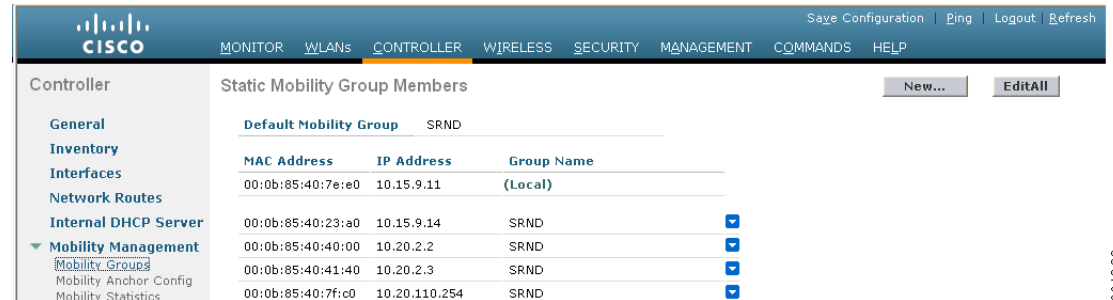 Save Configuration | Ping | Logout | Refresh
CISCO
MONITOR WLANs CONTROLLER WIRELESS SECURITY MANAGEMENT COMMANDS HELP
Controller
Static Mobility Group Members
New... EditAll
General
Inventory
Interfaces
Network Routes
Internal DHCP Server
Mobility Management
Mobility Groups
Mobility Anchor Config
Mobility Statistics
Default Mobility Group SRND
MAC Address IP Address Group Name
00:0b:85:40:7e:e0 10.15.9.11 (Local)
00:0b:85:40:23:a0 10.15.9.14 SRND
00:0b:85:40:40:00 10.20.2.2 SRND
00:0b:85:40:41:40 10.20.2.3 SRND
00:0b:85:40:7f:c0 10.20.110.254 SRND